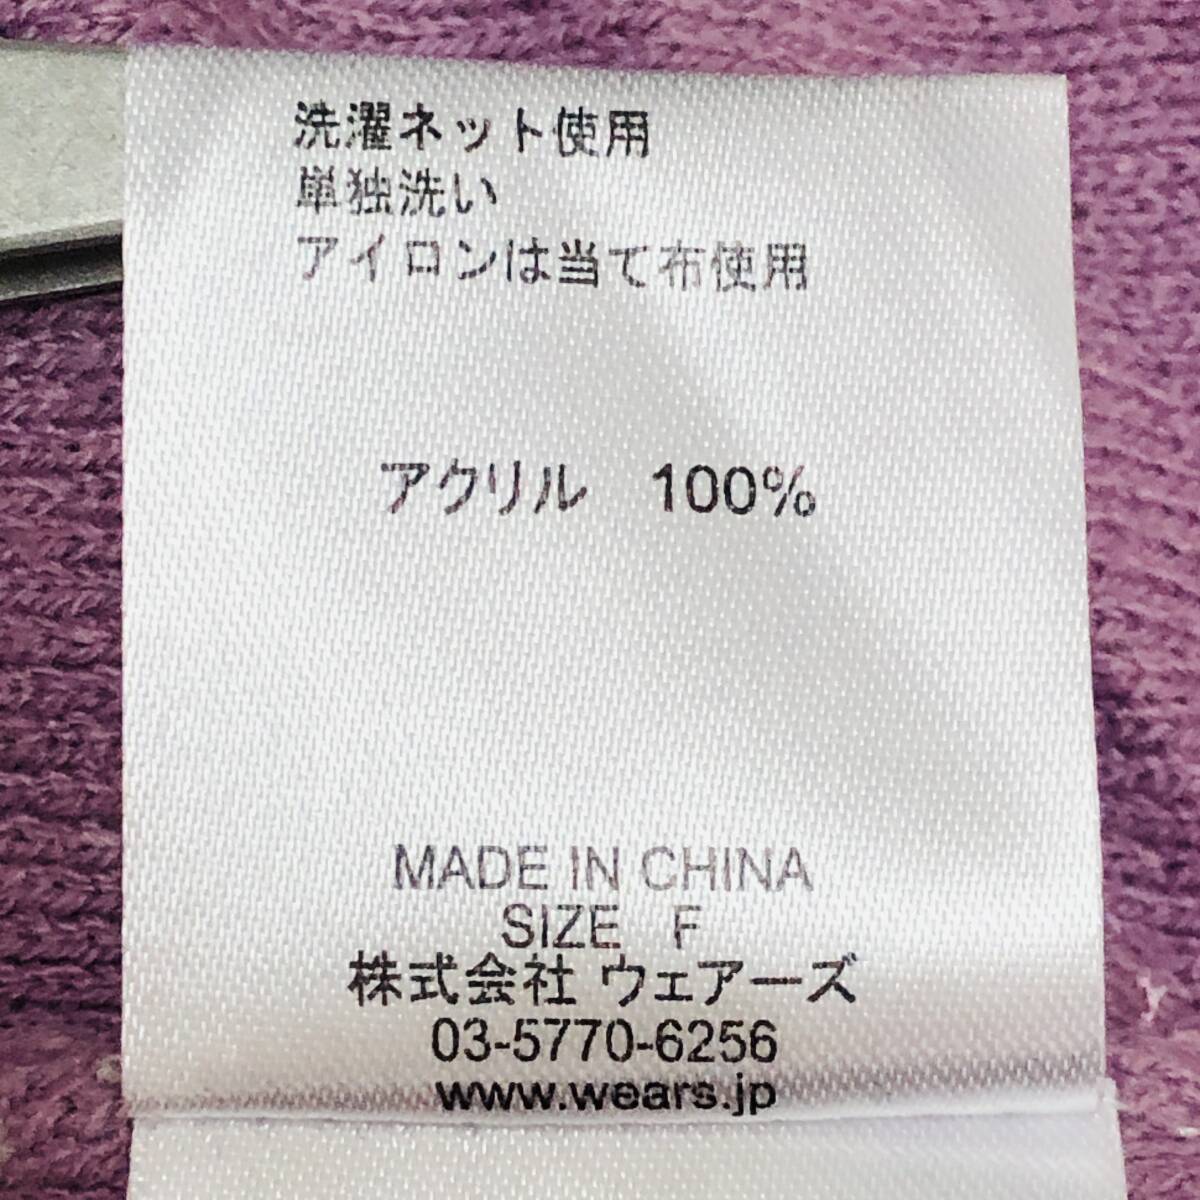 洗濯ネット使用
単独洗い
アイロンは当て布使用
アクリル　100%
MADE IN CHINA
SIZE F
株式会社 ウェアーズ
03-5770-6256
www.wears.jp